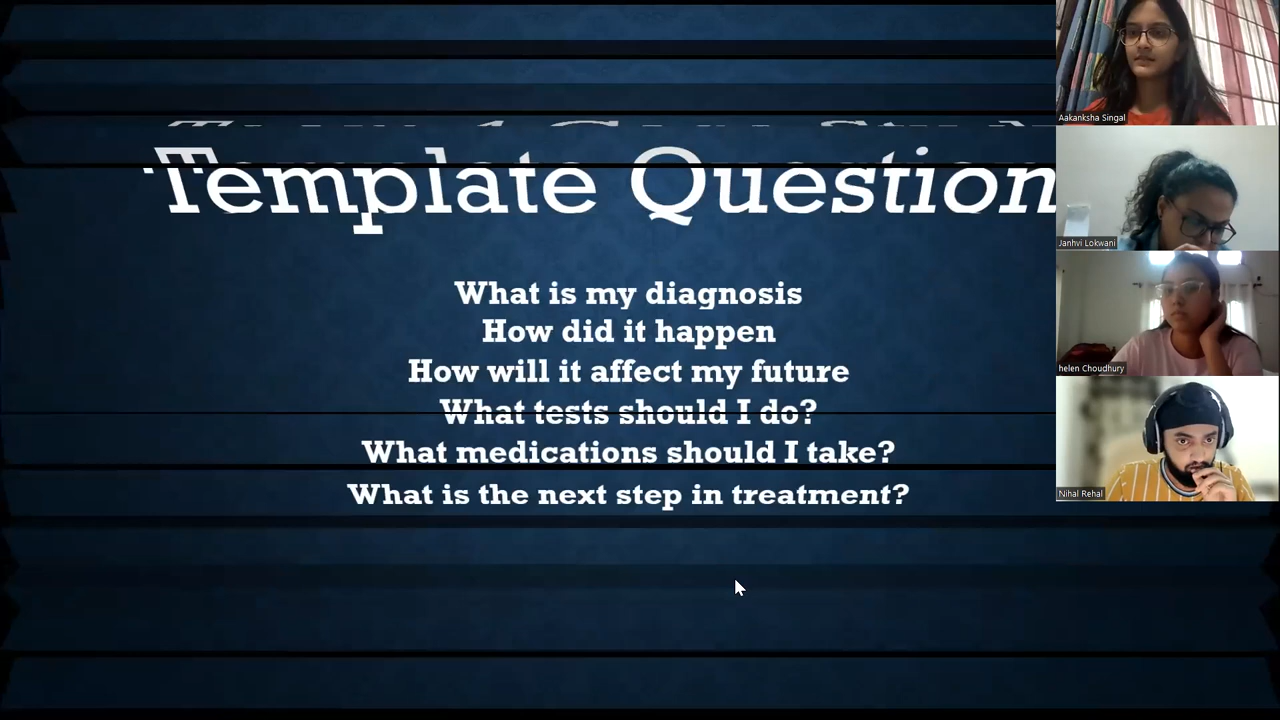 Template Question
What is my diagnosis
How did it happen
How will it affect my future
What tests should I do?
What medications should I take?
What is the next step in treatment?
Aakanksha Singal
Janhvi Lokwani
helen Choudhury
Nihal Rehal